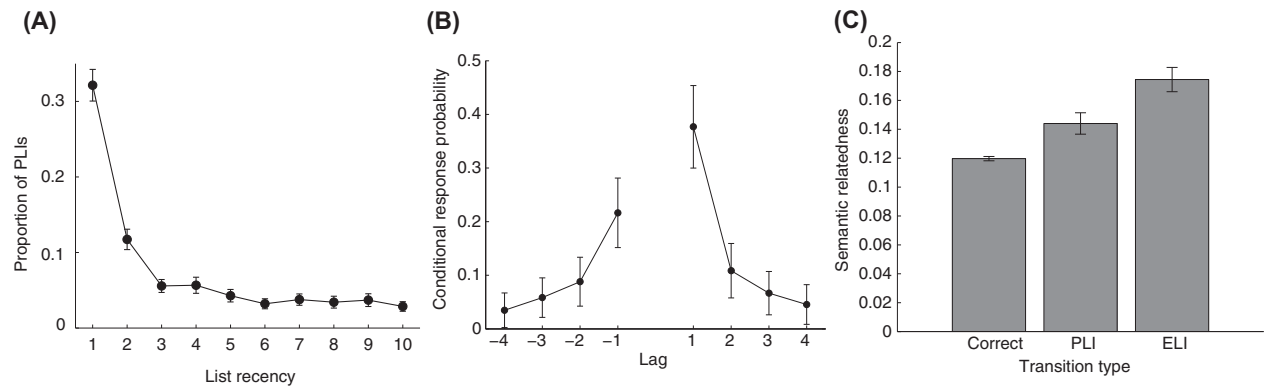 (A)
Proportion of PLIs
0.3
0.2
0.1
0
1 2 3 4 5 6 7 8 9 10
List recency
(B)
Conditional response probability
0.5
0.4
0.3
0.2
0.1
0
−4 −3 −2 −1 1 2 3 4
Lag
(C)
Semantic relatedness
0.2
0.18
0.16
0.14
0.12
0.1
0.08
0.06
0.04
0.02
0
Correct PLI ELI
Transition type